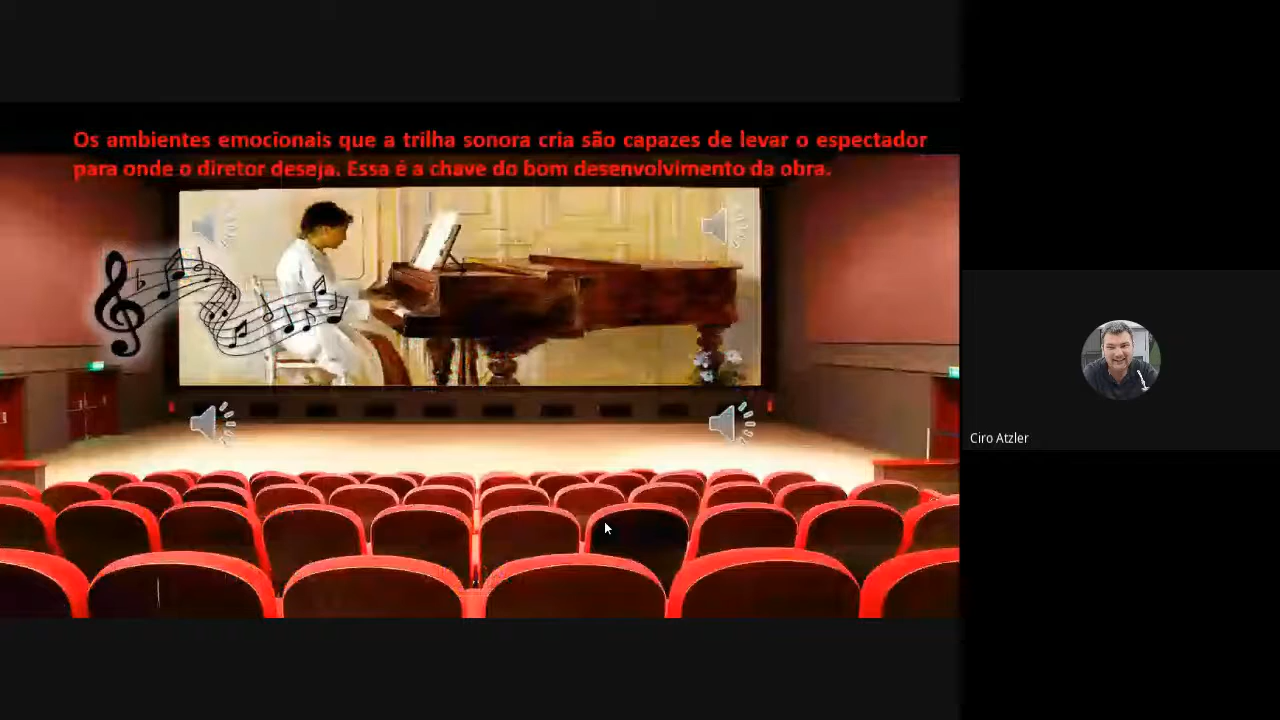 Os ambientes emocionais que a trilha sonora cria são capazes de levar o espectador
para onde o diretor deseja. Essa é a chave do bom desenvolvimento da obra.
Ciro Atzler